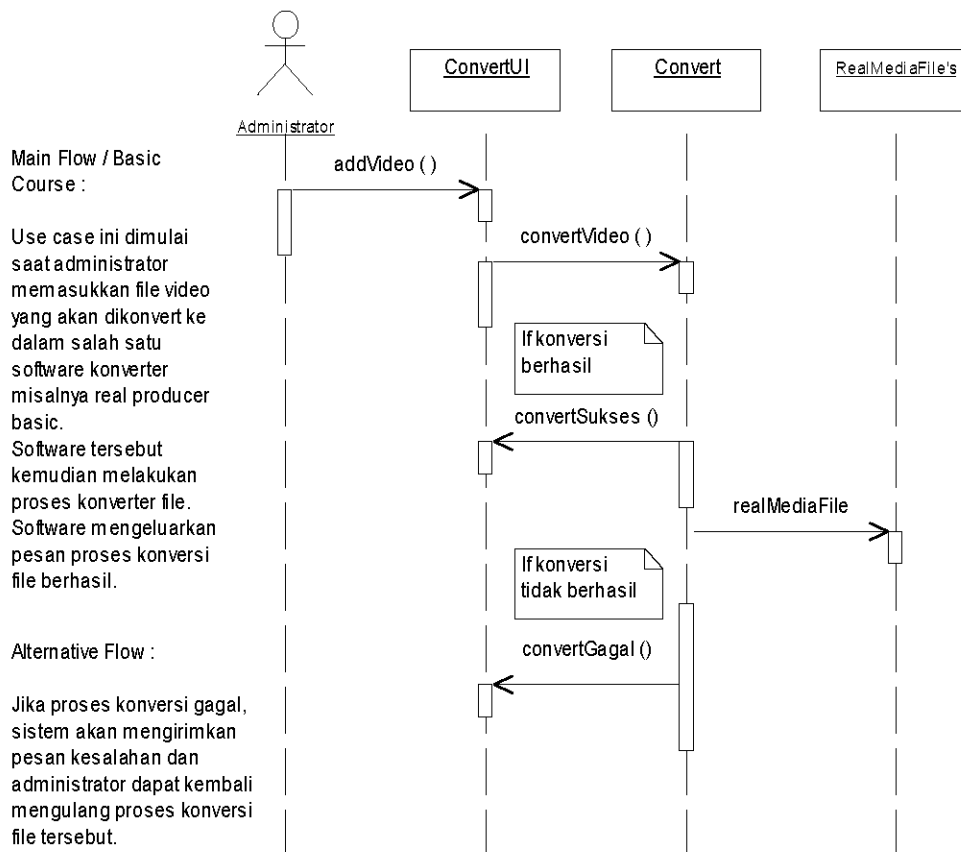 ConvertUI
Convert
RealMediaFile's
Administrator
Main Flow / Basic
Course :
Use case ini dimulai
saat administrator
memasukkan file video
yang akan dikonvert ke
dalam salah satu
software konverter
misalnya real producer
basic.
Software tersebut
kemudian melakukan
proses konverter file.
Software mengeluarkan
pesan proses konversi
file berhasil.
Alternative Flow :
Jika proses konversi gagal,
sistem akan mengirimkan
pesan kesalahan dan
administrator dapat kembali
mengulang proses konversi
file tersebut.
addVideo ( )
convertVideo ( )
If konversi
berhasil
convertSukses ()
realMediaFile
If konversi
tidak berhasil
convertGagal ()